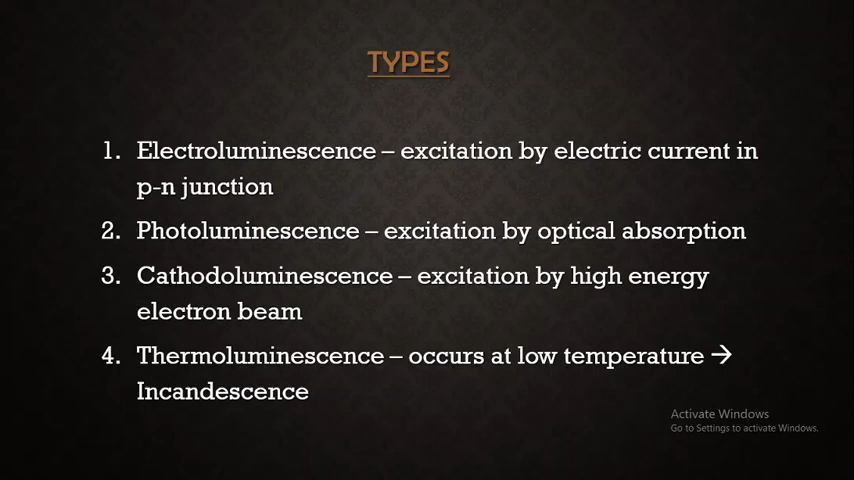 TYPES
1. Electroluminescence – excitation by electric current in
p-n junction
2. Photoluminescence – excitation by optical absorption
3. Cathodoluminescence – excitation by high energy
electron beam
4. Thermoluminescence – occurs at low temperature →
Incandescence
Activate Windows
Go to Settings to activate Windows.